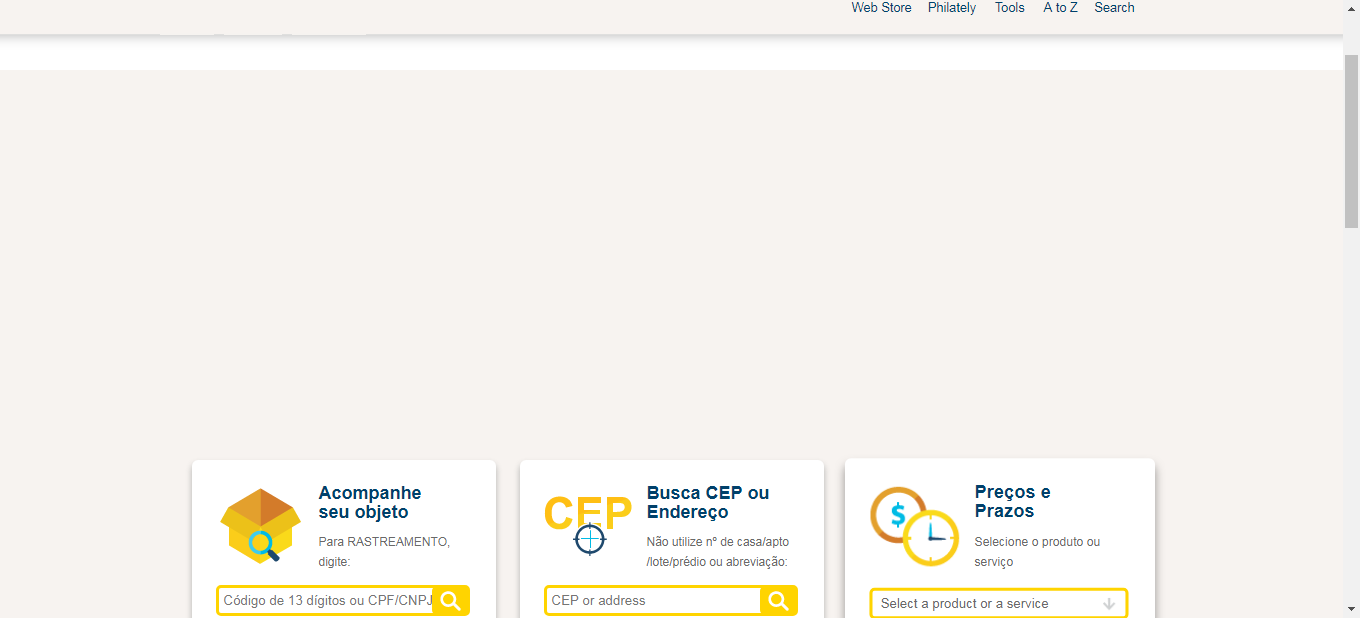 Web Store Philately Tools A to Z Search
Acompanhe
seu objeto
Para RASTREAMENTO,
digite:
Código de 13 dígitos ou CPF/CNPJ
CEP
Busca CEP ou
Endereço
Não utilize nº de casa/apto
/lote/prédio ou abreviação:
CEP or address
$
Preços e
Prazos
Selecione o produto ou
serviço
Select a product or a service